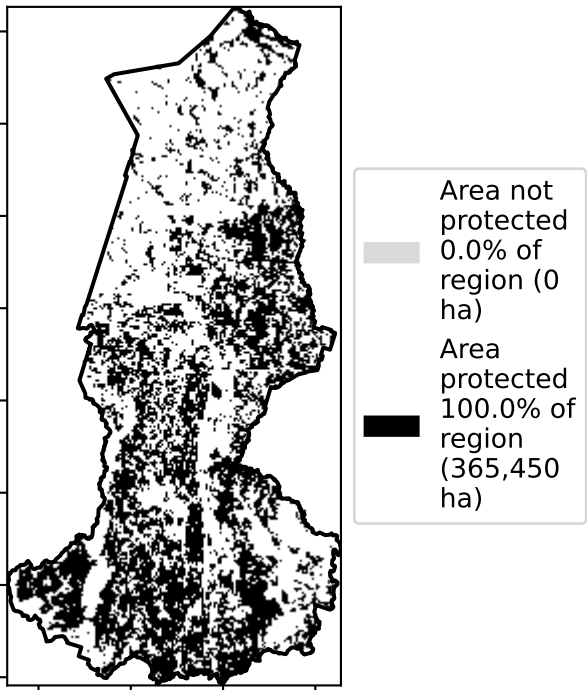 Area not
protected
0.0% of
region (0
ha)
Area
protected
100.0% of
region
(365,450
ha)